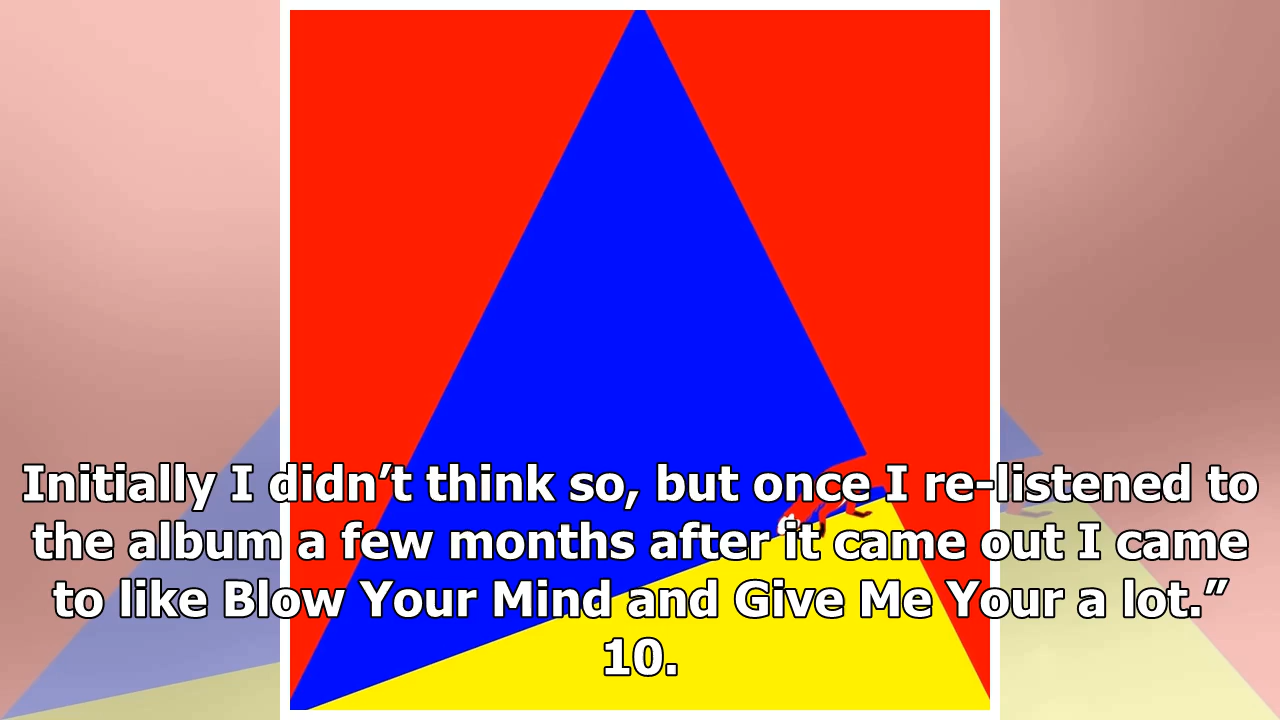 Initially I didn’t think so, but once I re-listened to
the album a few months after it came out I came
to like Blow Your Mind and Give Me Your a lot.”
10.